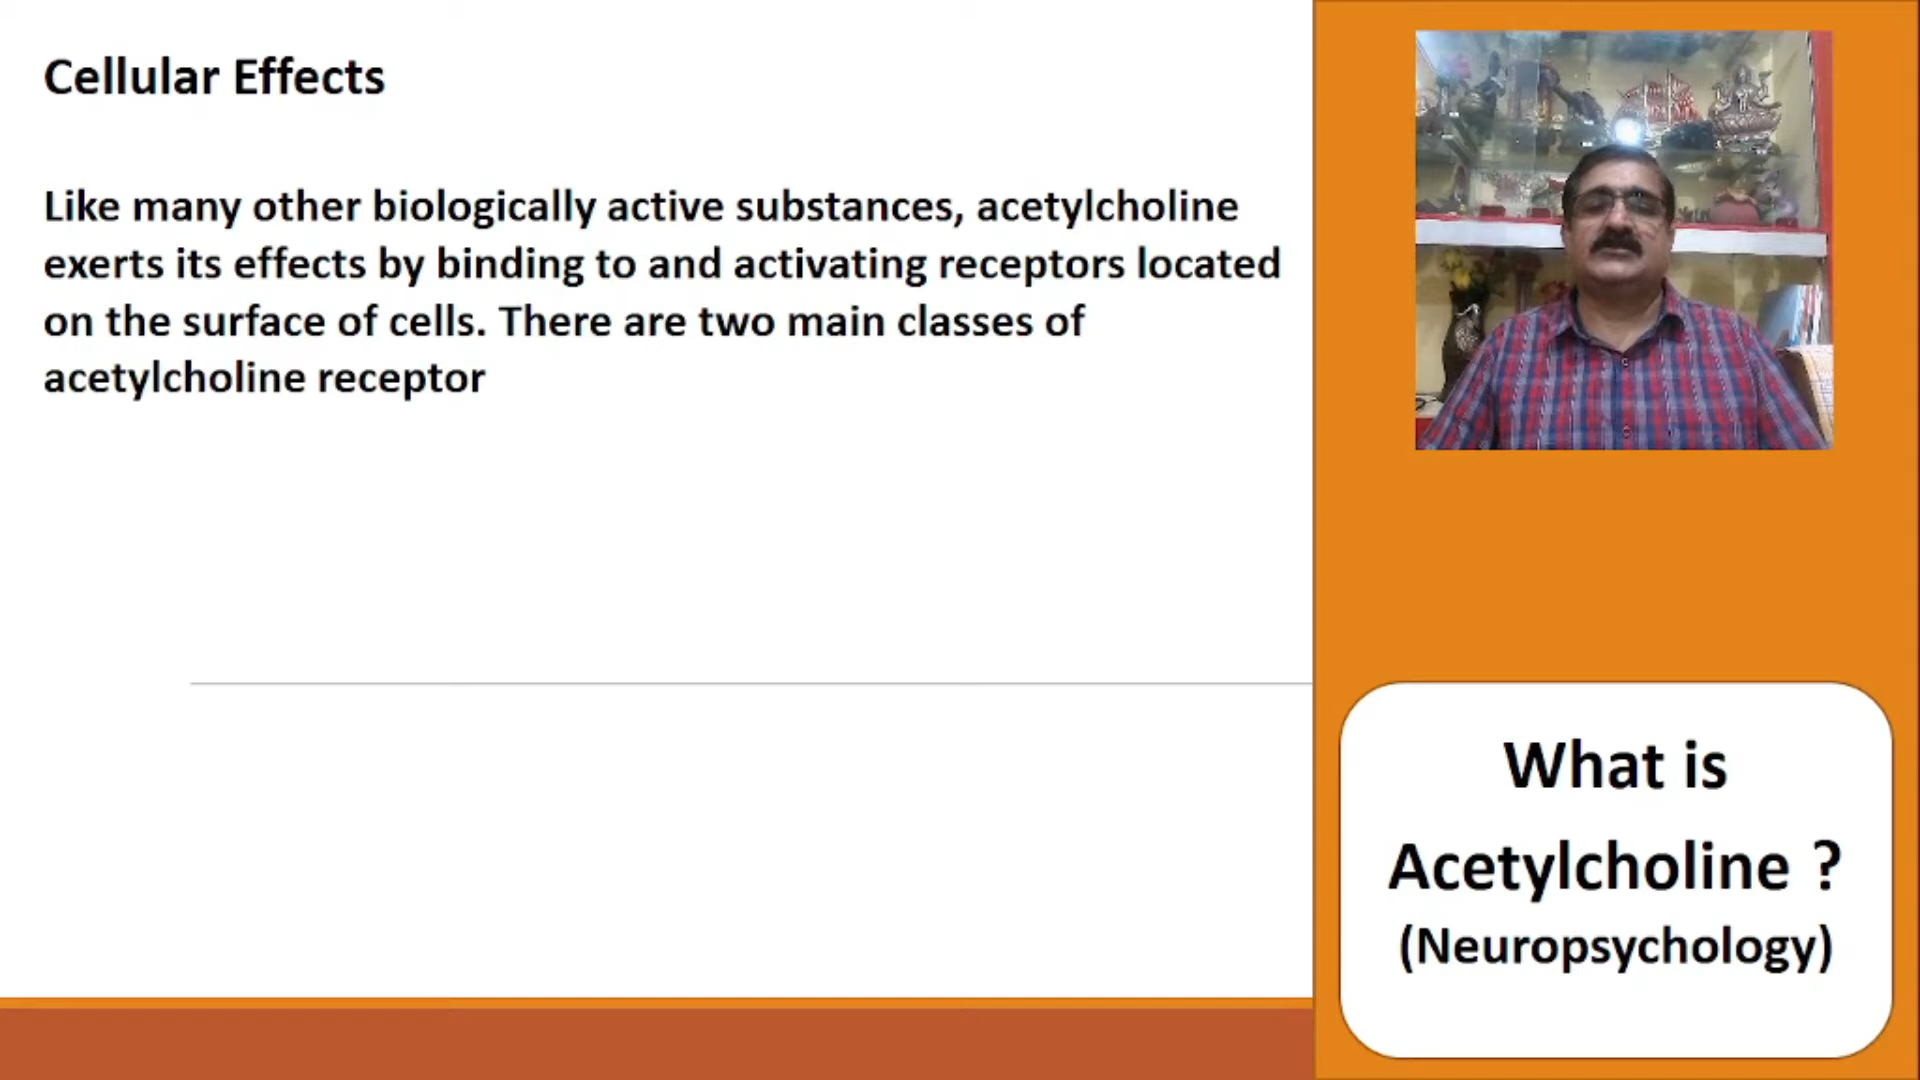 Cellular Effects
Like many other biologically active substances, acetylcholine
exerts its effects by binding to and activating receptors located
on the surface of cells. There are two main classes of
acetylcholine receptor
What is
Acetylcholine ?
(Neuropsychology)